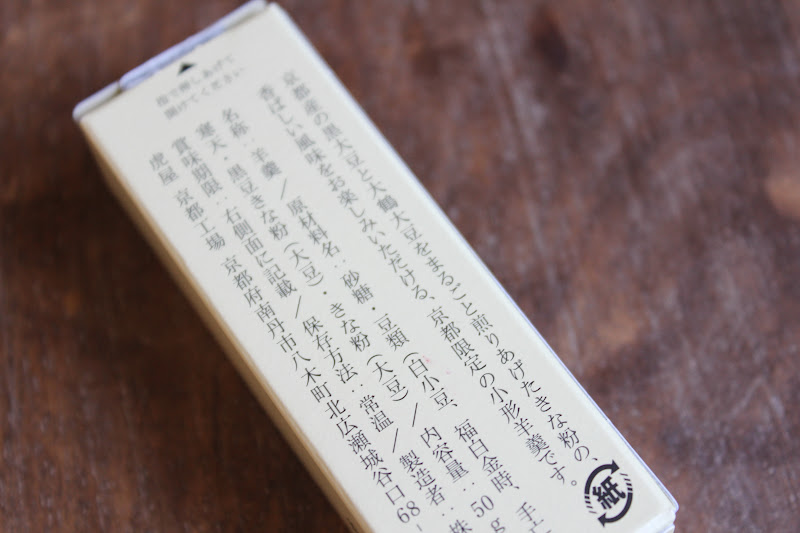 指で押しあげて
開けてください
京都産の黒大豆と大鶴大豆をまるごと煎りあげたきな粉の、
香ばしい風味をお楽しみいただける、京都限定の小形羊羹です。
名称:羊羹/原材料名:砂糖・豆類(白小豆、福白金時、手
寒天・黒豆きな粉(大豆)・きな粉(大豆)/内容量:50g
賞味期限:右側面に記載/保存方法:常温/製造者:株
虎屋 京都工場 京都府南丹市八木町北広瀬城谷口68-
紙